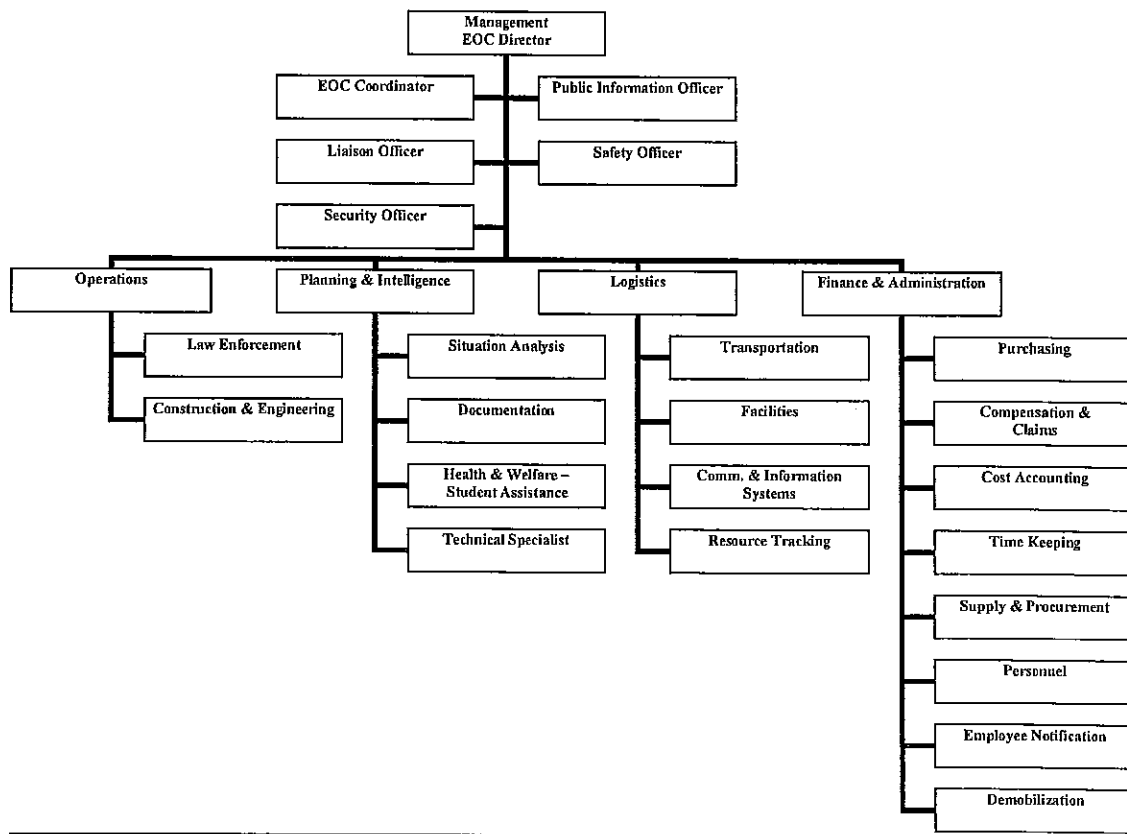 Management
EOC Director
EOC Coordinator
Public Information Officer
Liaison Officer
Safety Officer
Security Officer
Operations
Planning & Intelligence
Logistics
Finance & Administration
Law Enforcement
Construction & Engineering
Situation Analysis
Documentation
Health & Welfare –
Student Assistance
Technical Specialist
Transportation
Facilities
Comm. & Information
Systems
Resource Tracking
Purchasing
Compensation &
Claims
Cost Accounting
Time Keeping
Supply & Procurement
Personnel
Employee Notification
Demobilization